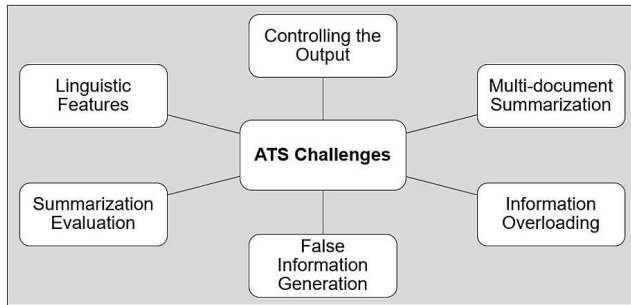 Controlling the
Output
Linguistic
Features
Multi-document
Summarization
ATS Challenges
Summarization
Evaluation
Information
Overloading
False
Information
Generation